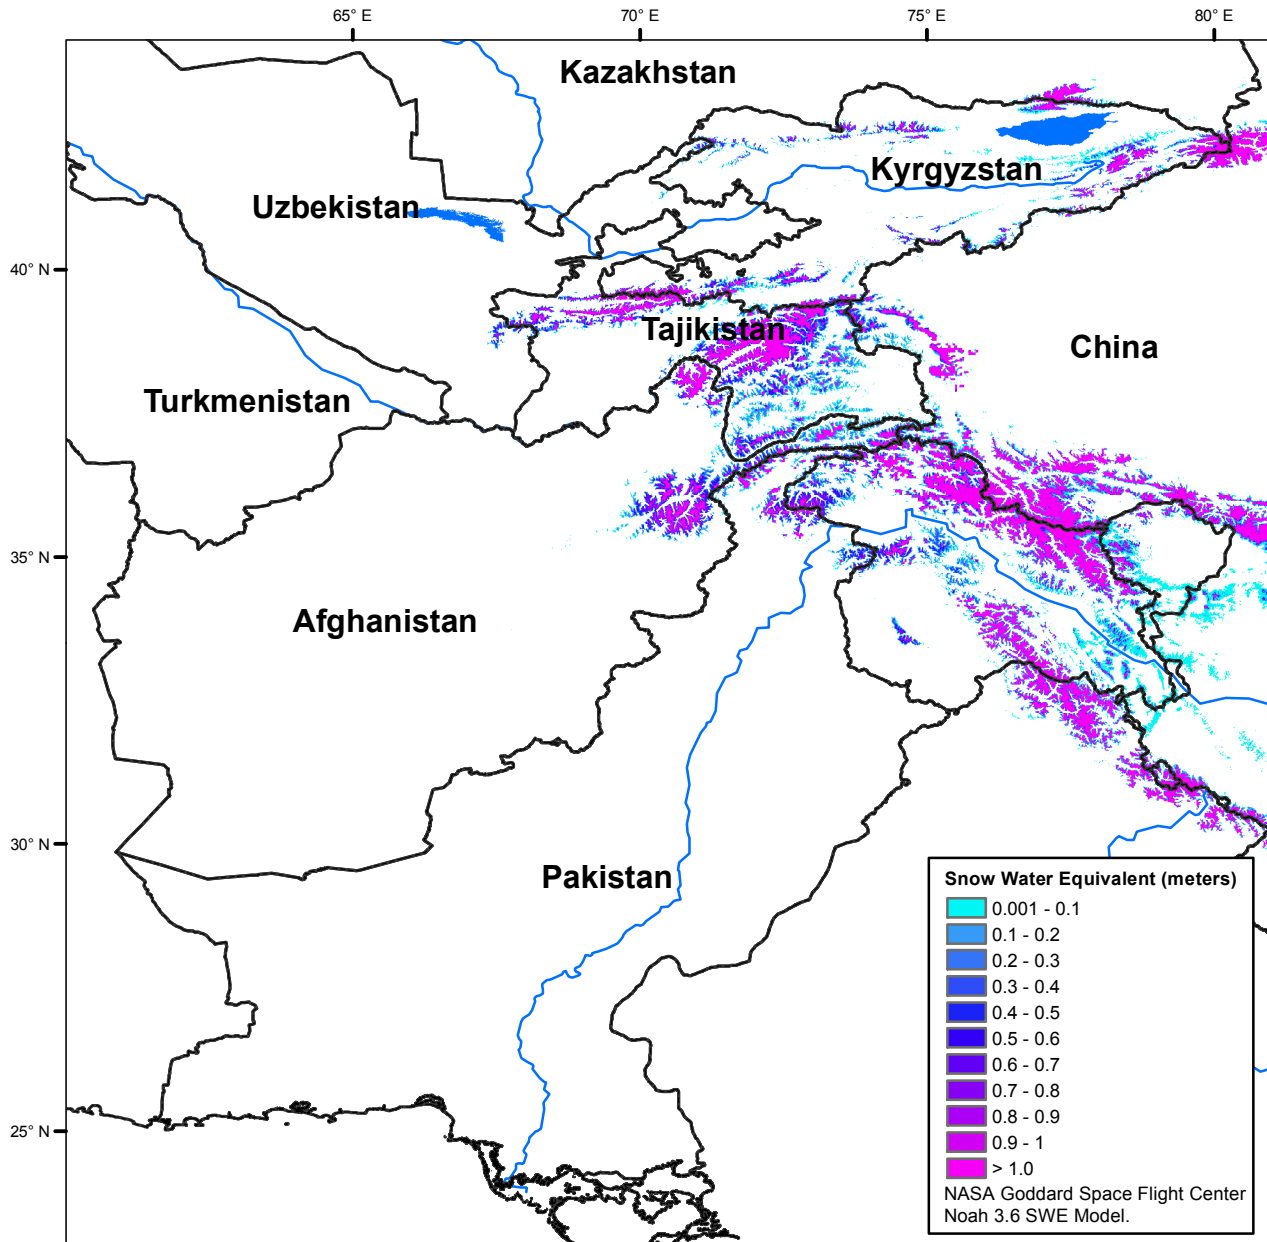 65° E
70° E
75° E
80° E
Kazakhstan
Kyrgyzstan
Uzbekistan
40° N
Tajikistan
China
Turkmenistan
35° N
Afghanistan
30° N
Pakistan
25° N
Snow Water Equivalent (meters)
0.001 - 0.1
0.1 - 0.2
0.2 - 0.3
0.3 - 0.4
0.4 - 0.5
0.5 - 0.6
0.6 - 0.7
0.7 - 0.8
0.8 - 0.9
0.9 - 1
> 1.0
NASA Goddard Space Flight Center
Noah 3.6 SWE Model.